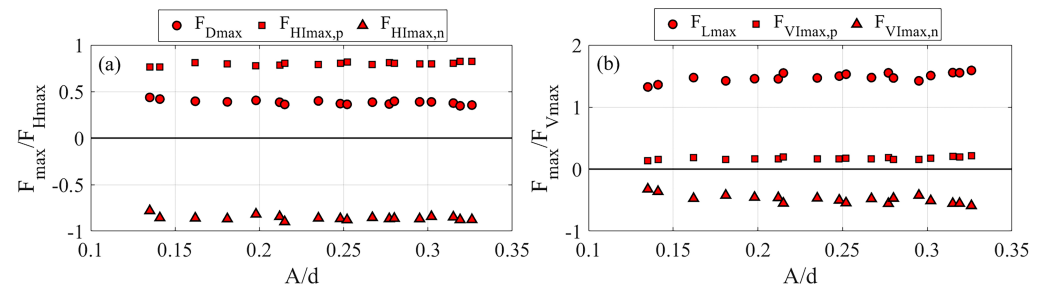 F_Dmax F_HImax,p F_HImax,n
(a)
F_max/F_Hmax
1
0.5
0
-0.5
-1
0.1 0.15 0.2 0.25 0.3 0.35
A/d
F_Lmax F_VImax,p F_VImax,n
(b)
F_max/F_Vmax
2
1
0
-1
0.1 0.15 0.2 0.25 0.3 0.35
A/d